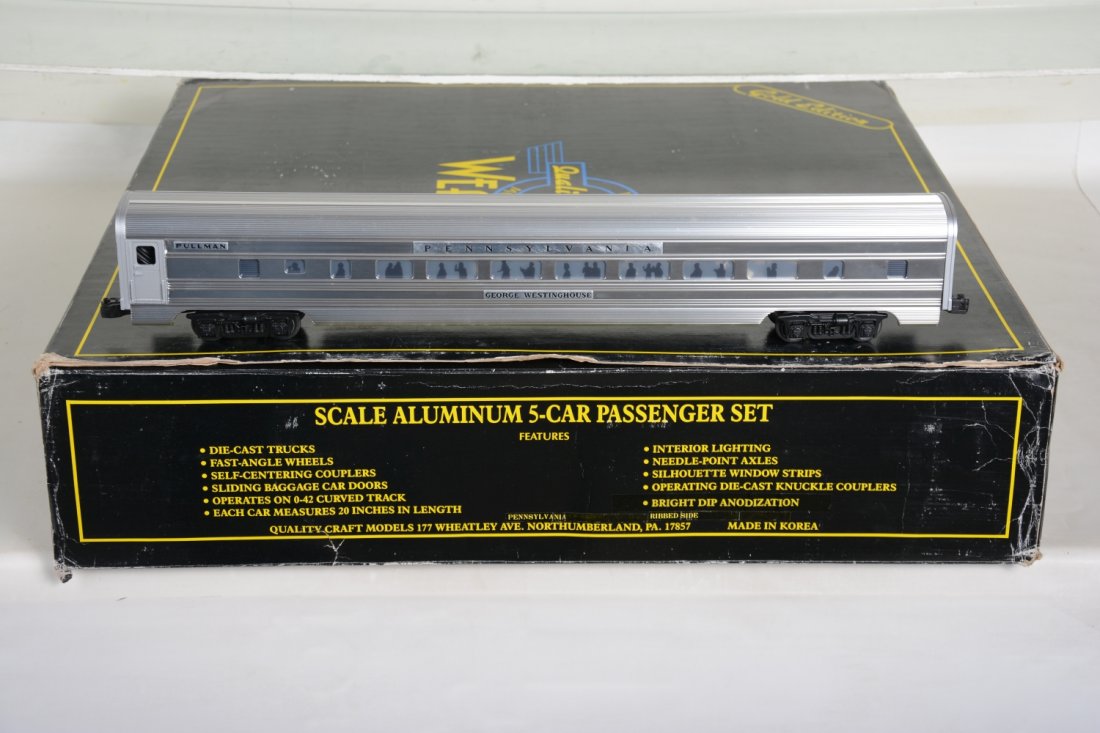 Gold Edition
PULLMAN
PENNSYLVANIA
GEORGE WESTINGHOUSE
SCALE ALUMINUM 5-CAR PASSENGER SET
FEATURES
• DIE-CAST TRUCKS
• FAST-ANGLE WHEELS
• SELF-CENTERING COUPLERS
• SLIDING BAGGAGE CAR DOORS
• OPERATES ON 0-42 CURVED TRACK
• EACH CAR MEASURES 20 INCHES IN LENGTH
• INTERIOR LIGHTING
• NEEDLE-POINT AXLES
• SILHOUETTE WINDOW STRIPS
• OPERATING DIE-CAST KNUCKLE COUPLERS
• BRIGHT DIP ANODIZATION
PENNSYLVANIA RIBBED SIDE
QUALITY CRAFT MODELS 177 WHEATLEY AVE. NORTHUMBERLAND, PA. 17857 MADE IN KOREA